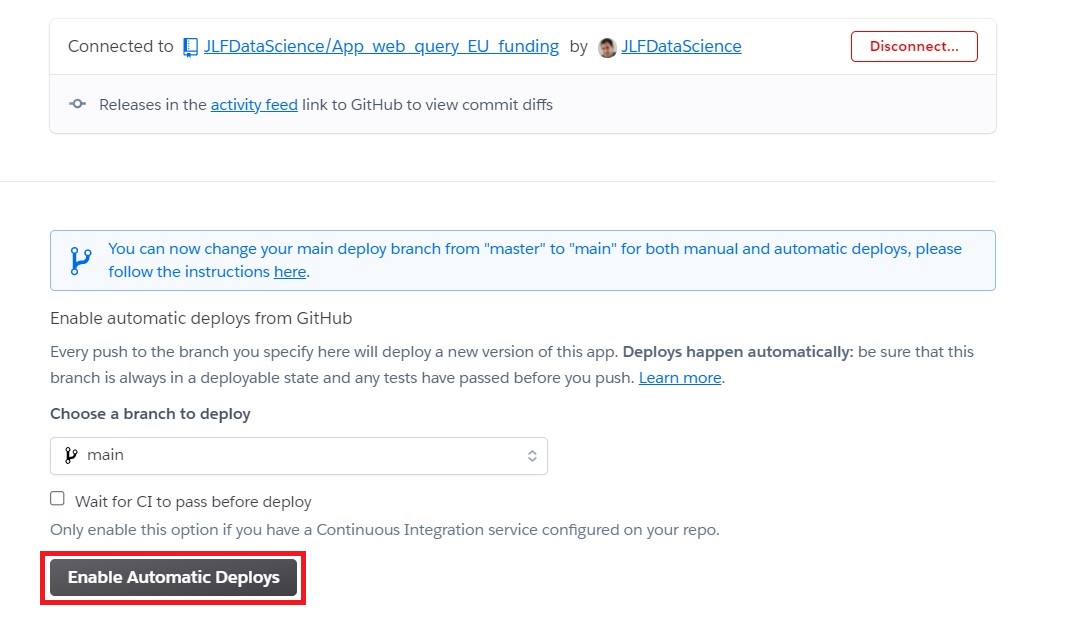 Connected to JLFDataScience/App_web_query_EU_funding by JLFDataScience Disconnect...
Releases in the activity feed link to GitHub to view commit diffs
You can now change your main deploy branch from "master" to "main" for both manual and automatic deploys, please
follow the instructions here.
Enable automatic deploys from GitHub
Every push to the branch you specify here will deploy a new version of this app. Deploys happen automatically: be sure that this
branch is always in a deployable state and any tests have passed before you push. Learn more.
Choose a branch to deploy
main
Wait for CI to pass before deploy
Only enable this option if you have a Continuous Integration service configured on your repo.
Enable Automatic Deploys